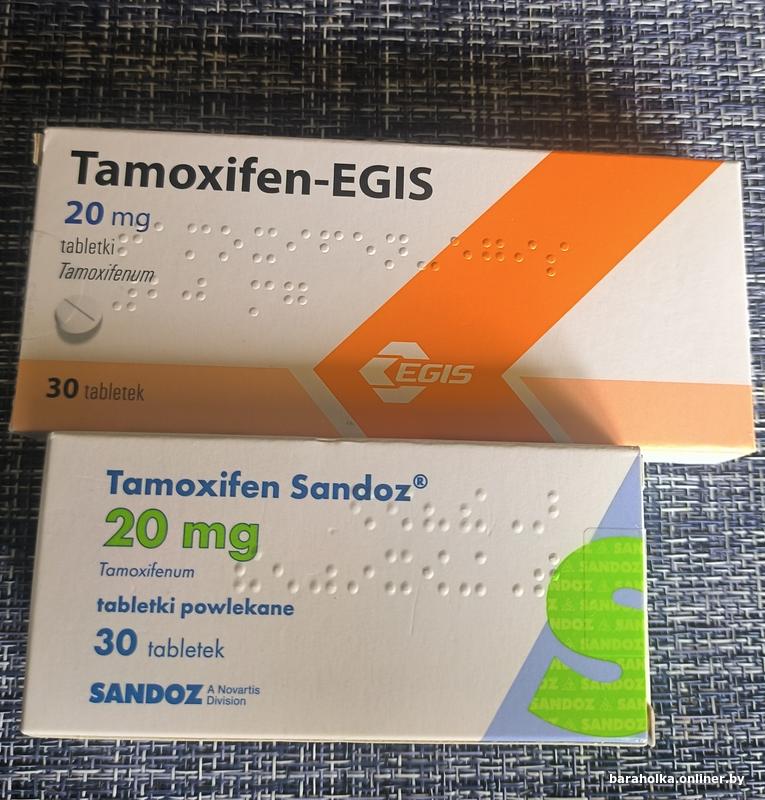 Tamoxifen-EGIS
20 mg
tabletki
Tamoxifenum
EGIS
30 tabletek
Tamoxifen Sandoz®
20 mg
Tamoxifenum
tabletki powlekane
30 tabletek
SANDOZ A Novartis
Division
S
SANDOZ
baraholka.onliner.by